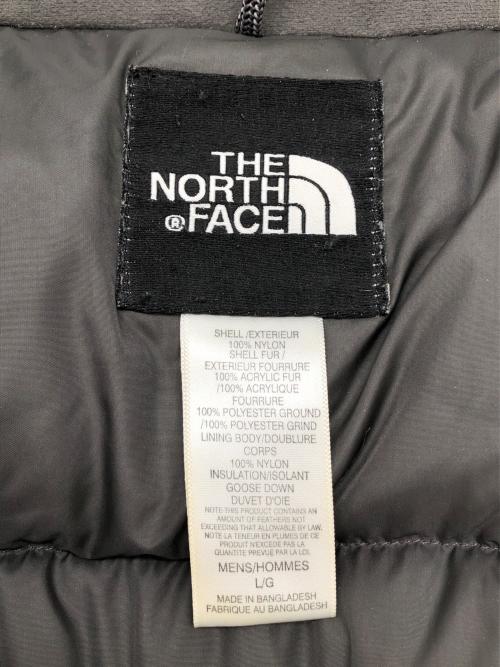 THE
NORTH
®FACE
SHELL /EXTERIEUR
100% NYLON
SHELL FUR /
EXTERIEUR FOURRURE
100% ACRYLIC FUR
/100% ACRYLIQUE
FOURRURE
100% POLYESTER GROUND
/100% POLYESTER GRIND
LINING BODY/DOUBLURE
CORPS
100% NYLON
INSULATION/ISOLANT
GOOSE DOWN
DUVET D'OIE
NOTE THIS PRODUCT CONTAINS AN
AMOUNT OF FEATHERS NOT
EXCEEDING THAT ALLOWABLE BY LAW.
NOTE LA TENEUR EN PLUMES DE CE
PRODUIT NEXCEDE PAS LA
QUANTITE PREVUE PAR LA LOI.
MENS/HOMMES
L/G
MADE IN BANGLADESH
FABRIQUE AU BANGLADESH